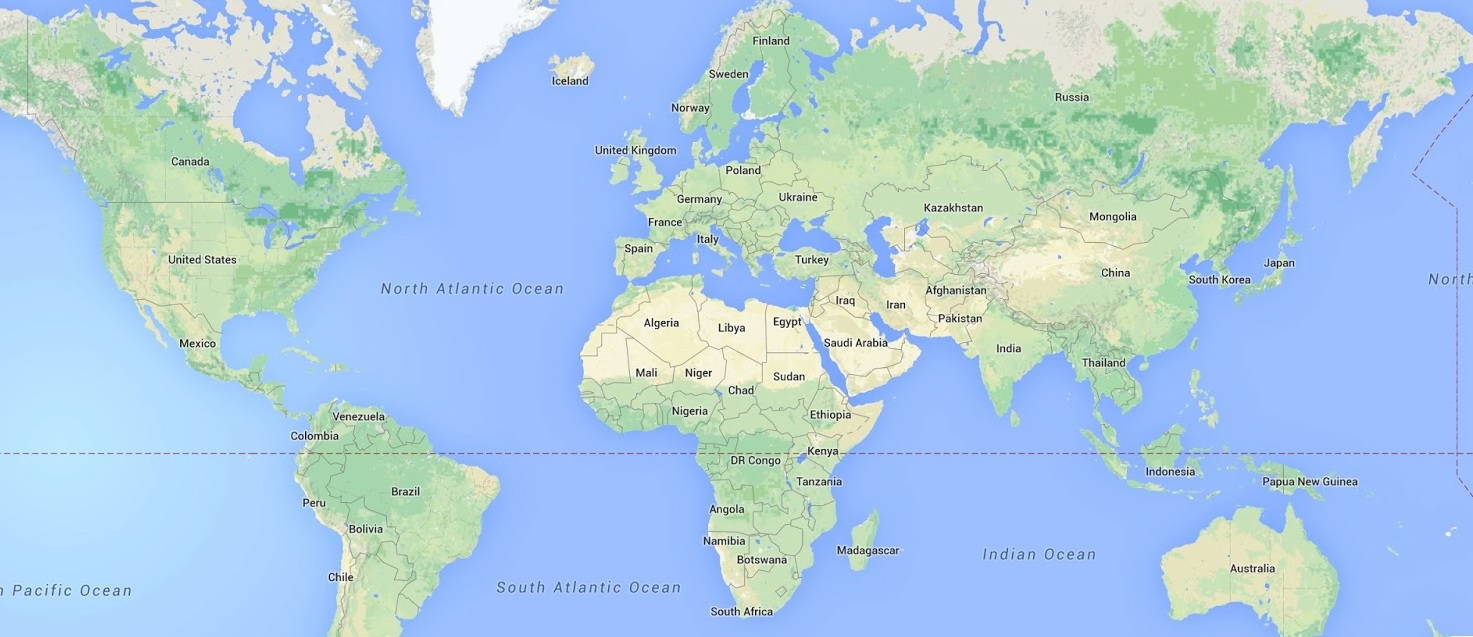 Finland
Sweden
Iceland
Russia
Norway
United Kingdom
Canada
Poland
Germany
Ukraine
Kazakhstan
Mongolia
France
Italy
Spain
United States
Turkey
Japan
China
South Korea
North
North Atlantic Ocean
Afghanistan
Iraq
Iran
Pakistan
Algeria
Libya
Egypt
Mexico
Saudi Arabia
India
Thailand
Mali
Niger
Sudan
Chad
Nigeria
Ethiopia
Venezuela
Colombia
Kenya
DR Congo
Indonesia
Tanzania
Papua New Guinea
Brazil
Peru
Angola
Bolivia
Namibia
Madagascar
Indian Ocean
Botswana
Australia
Chile
South Atlantic Ocean
n Pacific Ocean
South Africa